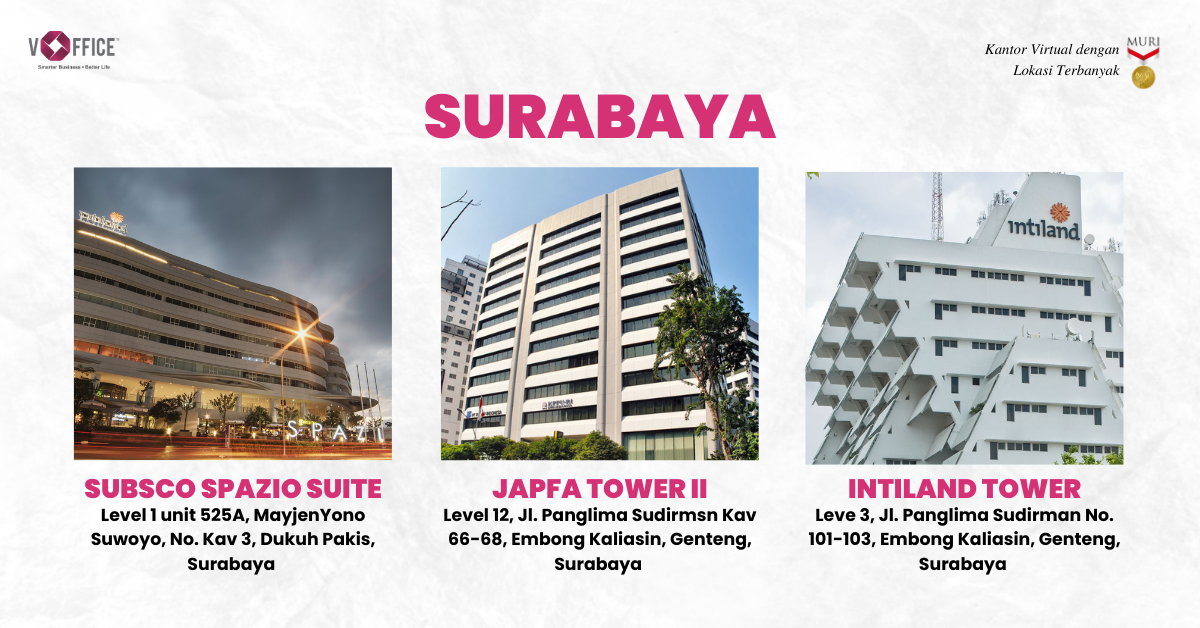 VOFFICE
Smarter Business • Better Life
Kantor Virtual dengan
Lokasi Terbanyak
MURI
SURABAYA
intiland
SPAZI
intiland
SUBSCO SPAZIO SUITE
Level 1 unit 525A, MayjenYono
Suwoyo, No. Kav 3, Dukuh Pakis,
Surabaya
JAPFA TOWER II
Level 12, Jl. Panglima Sudirmsn Kav
66-68, Embong Kaliasin, Genteng,
Surabaya
INTILAND TOWER
Leve 3, Jl. Panglima Sudirman No.
101-103, Embong Kaliasin, Genteng,
Surabaya